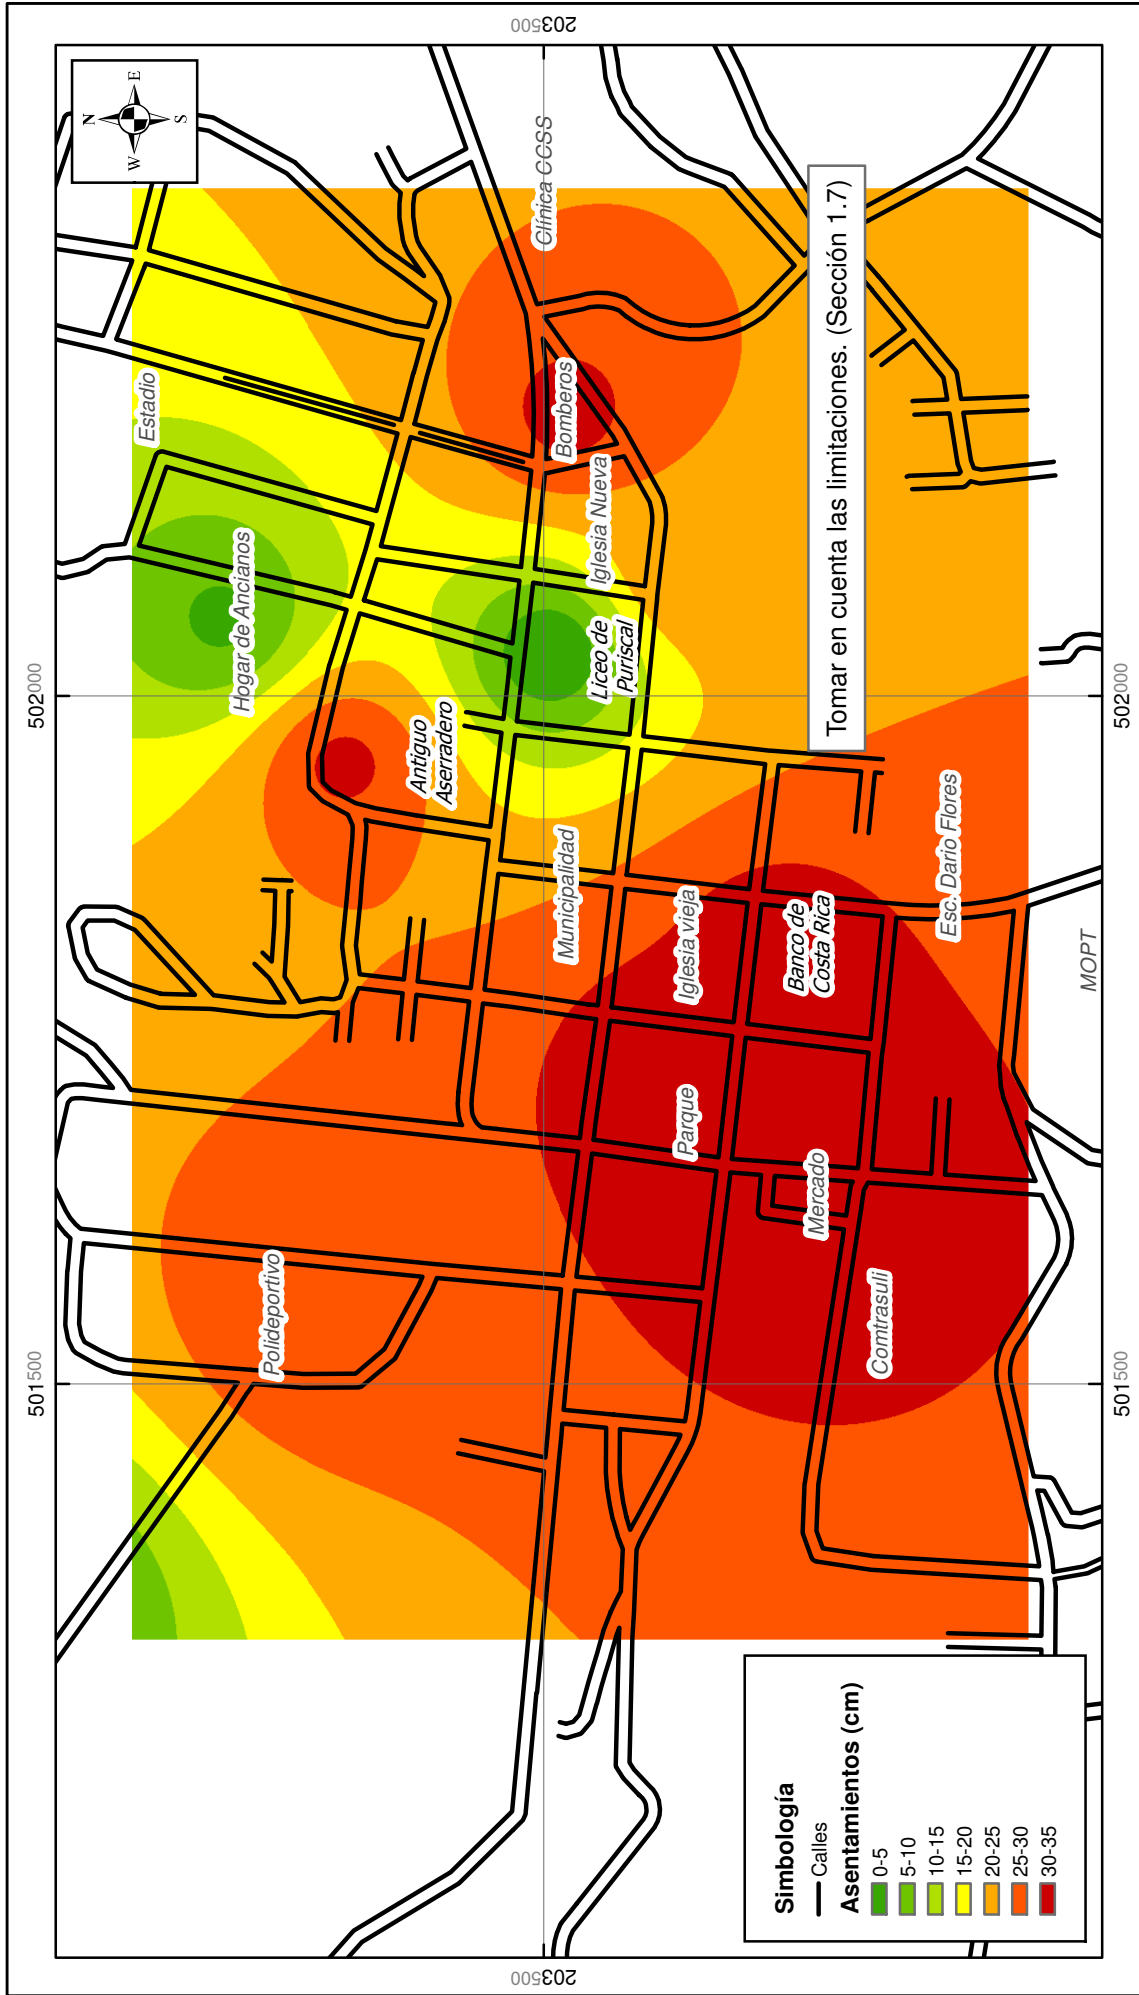 203500
502000
502000
501500
501500
203500
N
W
E
S
Estadio
Clínica CCSS
Hogar de Ancianos
Bomberos
Iglesia Nueva
Liceo de
Puriscal
Antiguo
Aserradero
Municipalidad
Iglesia vieja
Banco de
Costa Rica
Esc. Dario Flores
MOPT
Parque
Mercado
Polideportivo
Comtrasuli
Tomar en cuenta las limitaciones. (Sección 1.7)
Simbología
Calles
Asentamientos (cm)
0-5
5-10
10-15
15-20
20-25
25-30
30-35